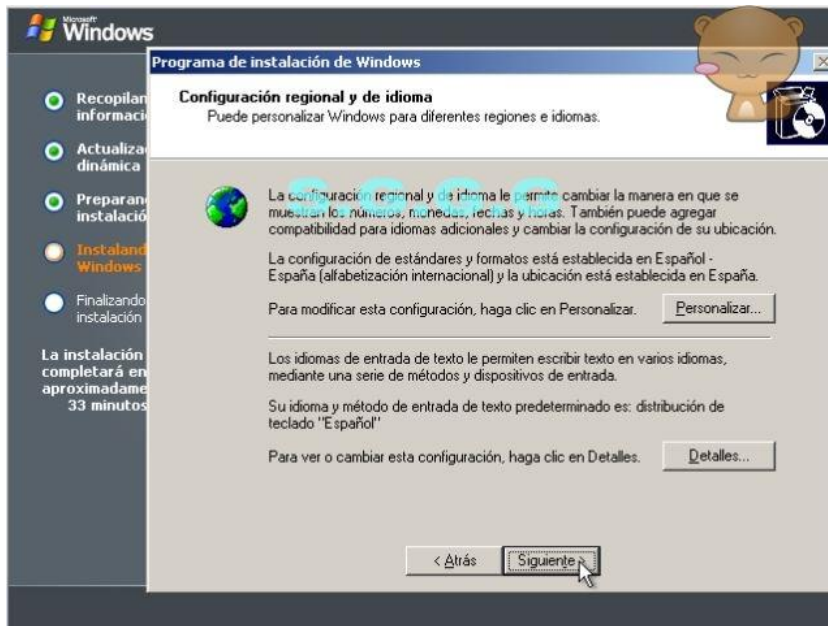 Microsoft
Windows
Programa de instalación de Windows
Recopilan
informaci
Actualiza
dinámica
Preparan
instalació
Instaland
Windows
Finalizando
instalación
La instalación
completará en
aproximadame
33 minutos
Configuración regional y de idioma
Puede personalizar Windows para diferentes regiones e idiomas.
S.C.G.G
La configuración regional y de idioma le permite cambiar la manera en que se
muestran los números, monedas, fechas y horas. También puede agregar
compatibilidad para idiomas adicionales y cambiar la configuración de su ubicación.
La configuración de estándares y formatos está establecida en Español -
España (alfabetización internacional) y la ubicación está establecida en España.
Para modificar esta configuración, haga clic en Personalizar.
Personalizar...
Los idiomas de entrada de texto le permiten escribir texto en varios idiomas,
mediante una serie de métodos y dispositivos de entrada.
Su idioma y método de entrada de texto predeterminado es: distribución de
teclado "Español"
Para ver o cambiar esta configuración, haga clic en Detalles.
Detalles...
< Atrás
Siguiente >